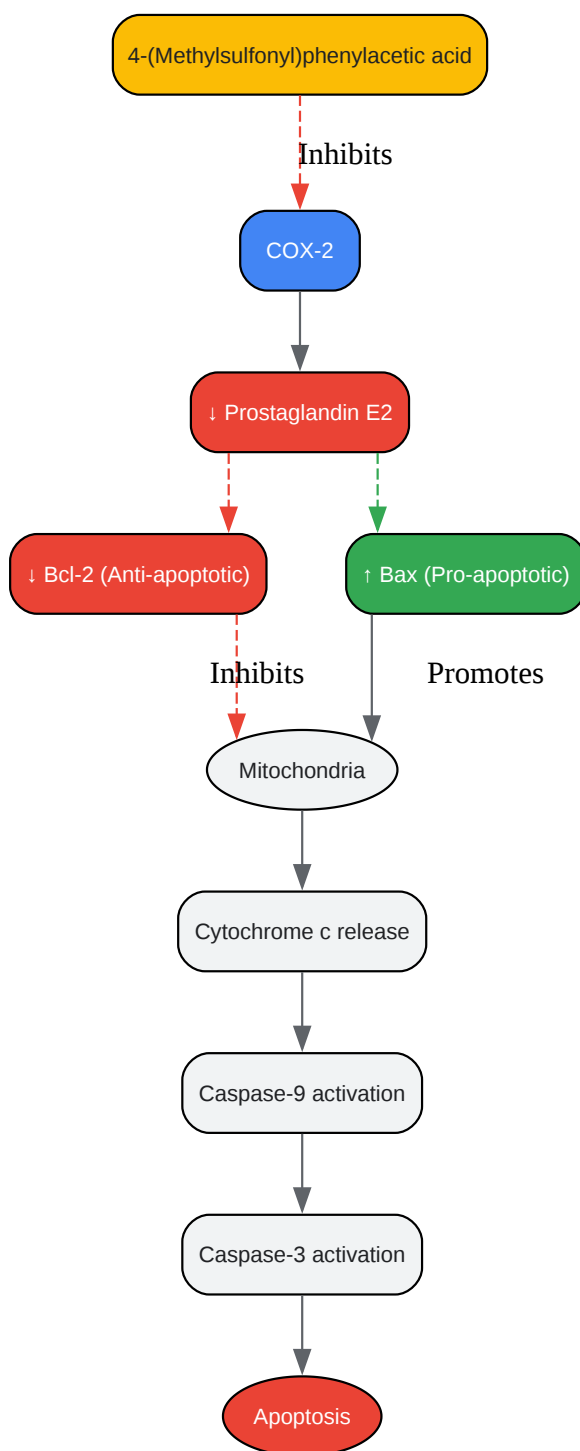 4-(Methylsulfonyl)phenylacetic acid
Inhibits
COX-2
↓ Prostaglandin E2
↓ Bcl-2 (Anti-apoptotic)
↑ Bax (Pro-apoptotic)
Inhibits
Promotes
Mitochondria
Cytochrome c release
Caspase-9 activation
Caspase-3 activation
Apoptosis